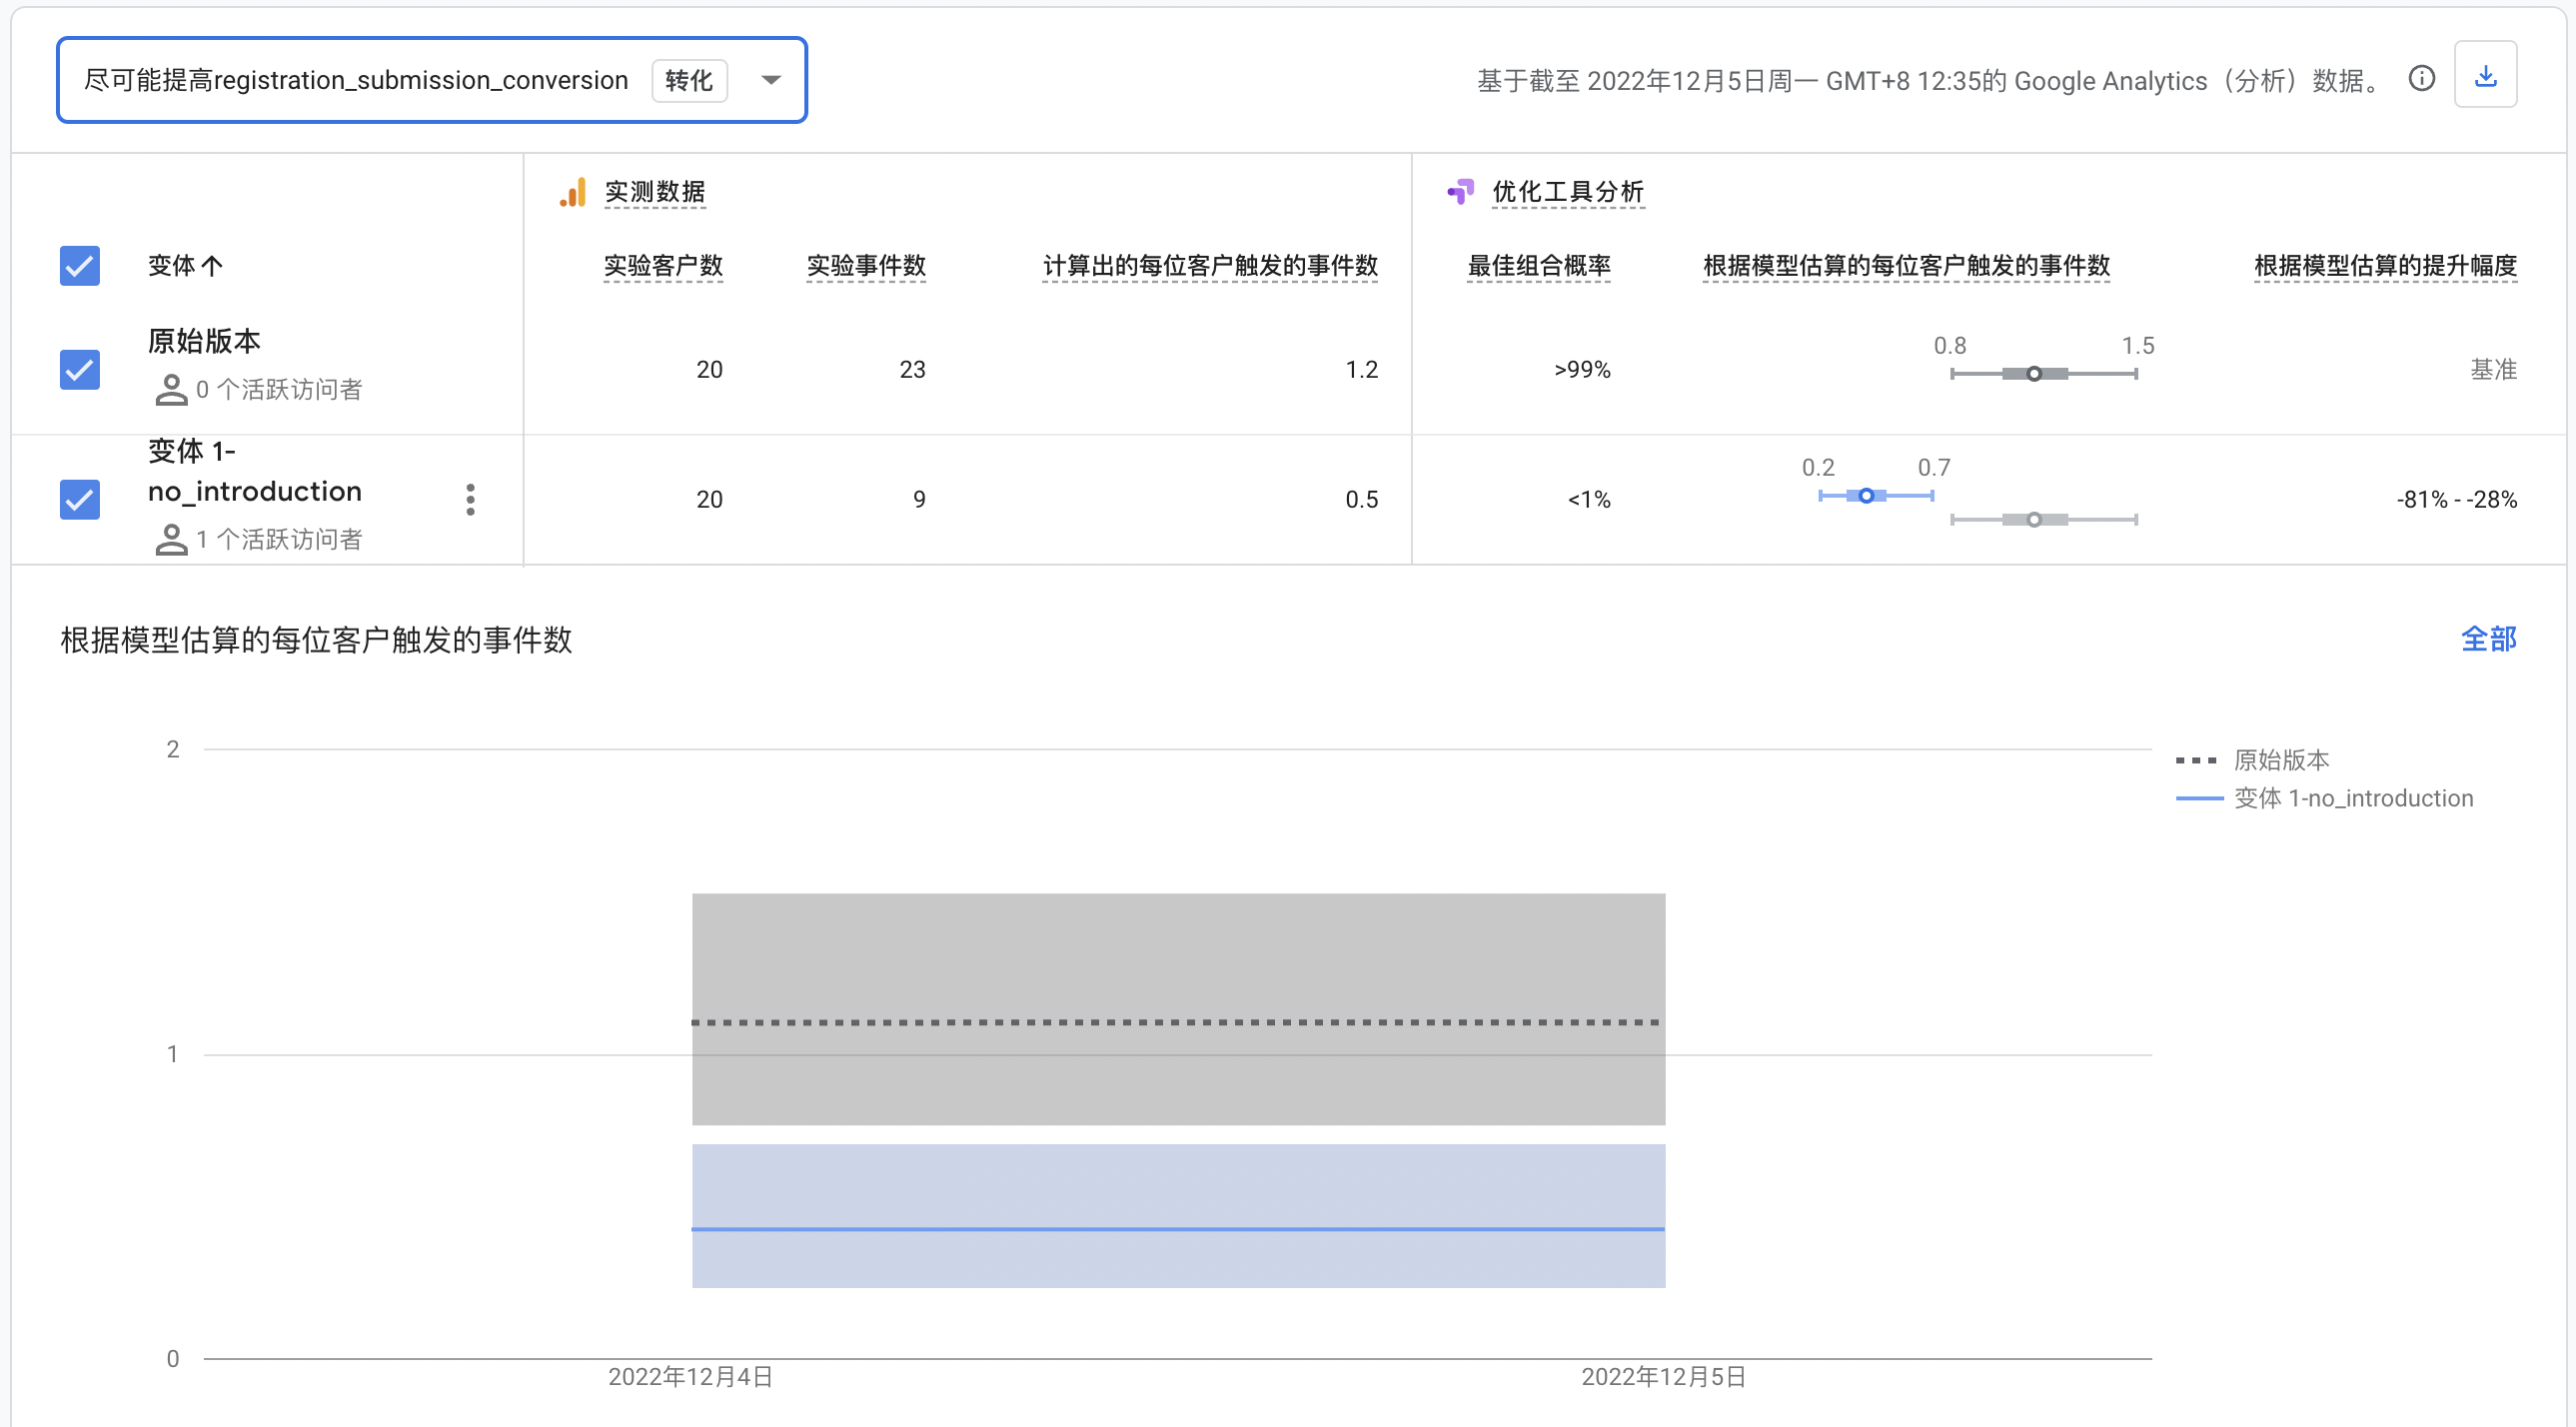 尽可能提高registration_submission_conversion 转化
基于截至 2022年12月5日周一 GMT+8 12:35的 Google Analytics（分析）数据。
实测数据
优化工具分析
变体
实验客户数 实验事件数 计算出的每位客户触发的事件数 最佳组合概率 根据模型估算的每位客户触发的事件数 根据模型估算的提升幅度
原始版本
0 个活跃访问者
20 23 1.2 >99%
0.8 1.5
基准
变体 1-
no_introduction
1 个活跃访问者
20 9 0.5 <1%
0.2 0.7
-81% - -28%
根据模型估算的每位客户触发的事件数
全部
2
原始版本
变体 1-no_introduction
1
0
2022年12月4日 2022年12月5日